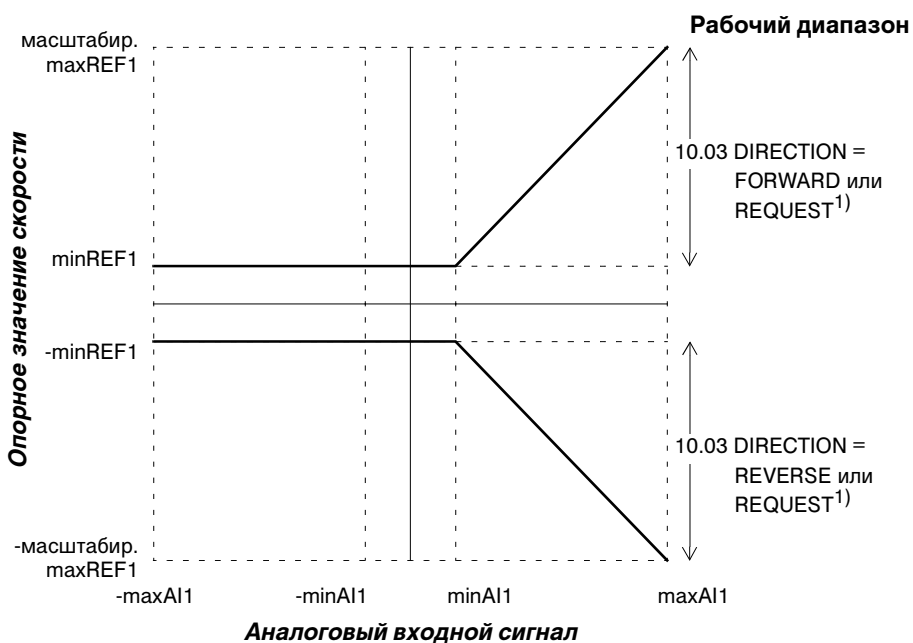 Рабочий диапазон
масштабир.
maxREF1
10.03 DIRECTION =
FORWARD или
REQUEST1)
Опорное значение скорости
minREF1
-minREF1
10.03 DIRECTION =
REVERSE или
REQUEST1)
-масштабир.
maxREF1
-maxAI1
-minAI1
minAI1
maxAI1
Аналоговый входной сигнал